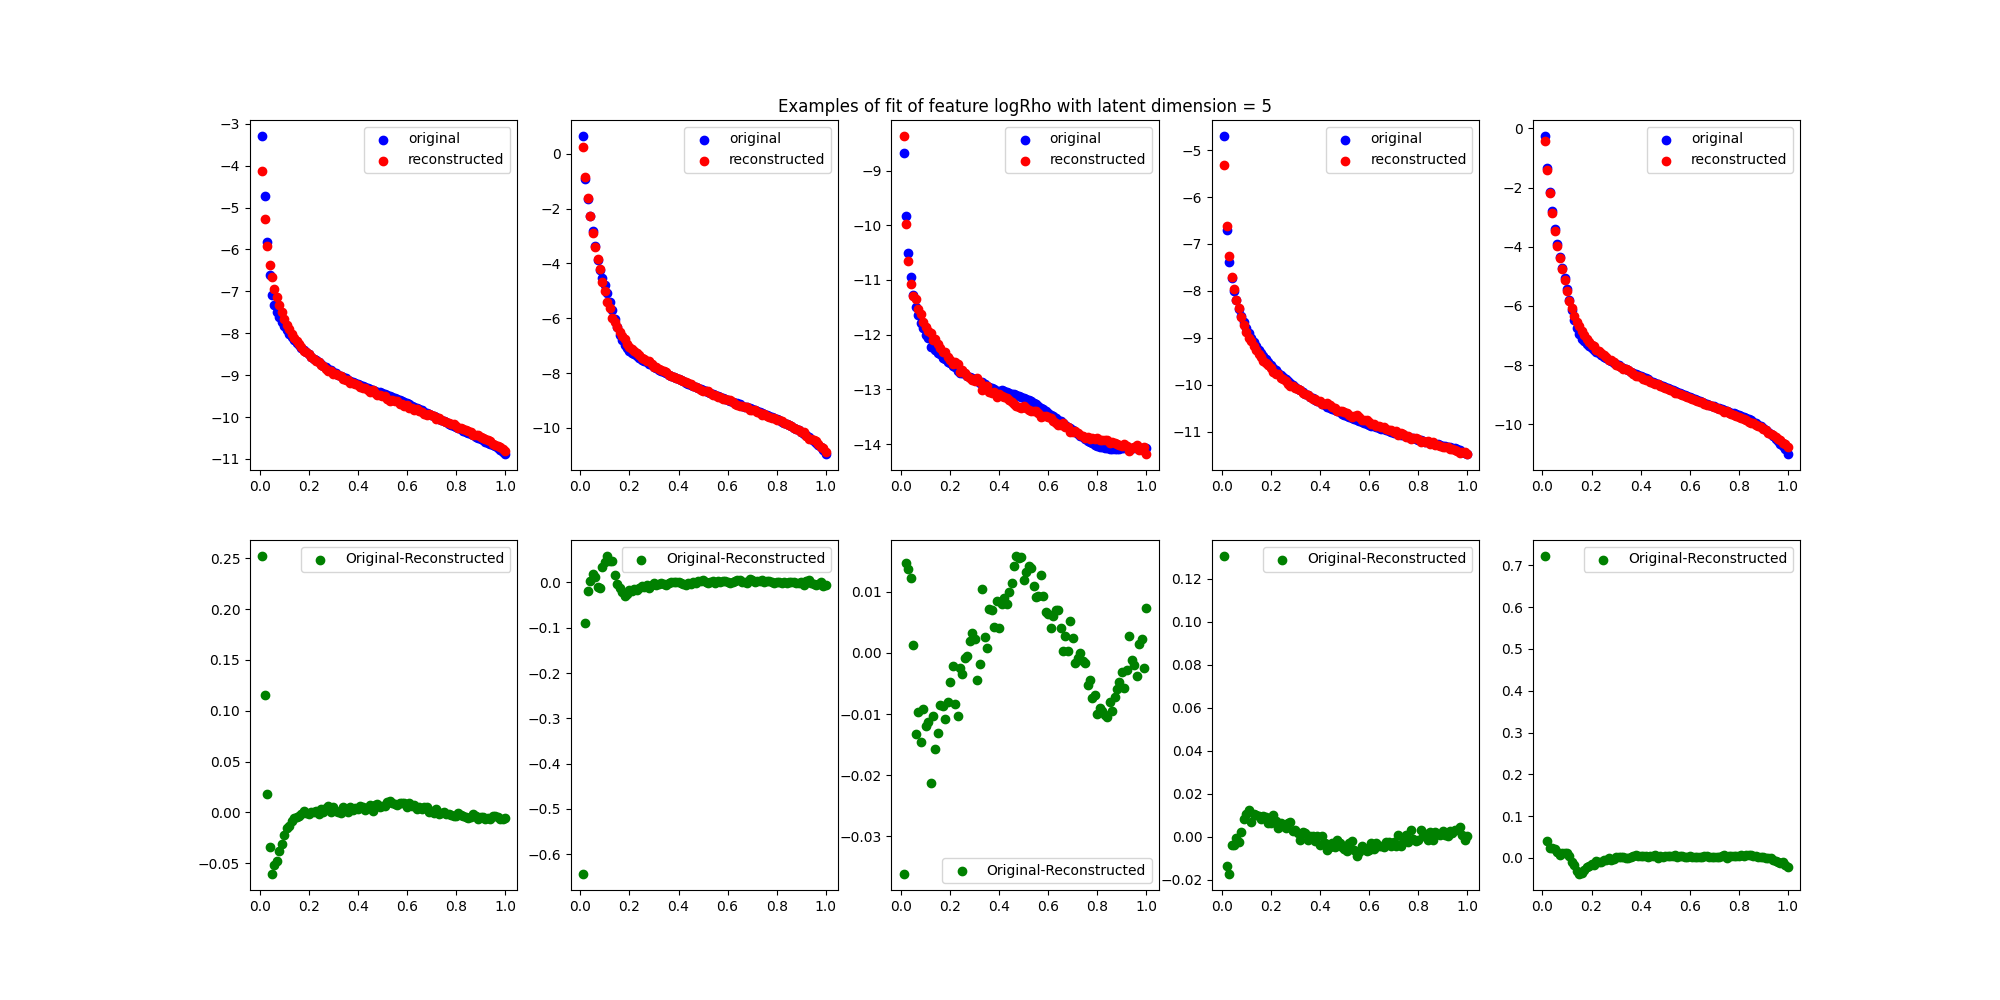 Examples of fit of feature logRho with latent dimension = 5
−3
−4
−5
−6
−7
−8
−9
−10
−11
0.0 0.2 0.4 0.6 0.8 1.0
original
reconstructed
0
−2
−4
−6
−8
−10
0.0 0.2 0.4 0.6 0.8 1.0
original
reconstructed
−9
−10
−11
−12
−13
−14
0.0 0.2 0.4 0.6 0.8 1.0
original
reconstructed
−5
−6
−7
−8
−9
−10
−11
0.0 0.2 0.4 0.6 0.8 1.0
original
reconstructed
0
−2
−4
−6
−8
−10
0.0 0.2 0.4 0.6 0.8 1.0
original
reconstructed
0.25
0.20
0.15
0.10
0.05
0.00
−0.05
0.0 0.2 0.4 0.6 0.8 1.0
Original-Reconstructed
0.0
−0.1
−0.2
−0.3
−0.4
−0.5
−0.6
0.0 0.2 0.4 0.6 0.8 1.0
Original-Reconstructed
0.01
0.00
−0.01
−0.02
−0.03
0.0 0.2 0.4 0.6 0.8 1.0
Original-Reconstructed
0.12
0.10
0.08
0.06
0.04
0.02
0.00
−0.02
0.0 0.2 0.4 0.6 0.8 1.0
Original-Reconstructed
0.7
0.6
0.5
0.4
0.3
0.2
0.1
0.0
0.0 0.2 0.4 0.6 0.8 1.0
Original-Reconstructed